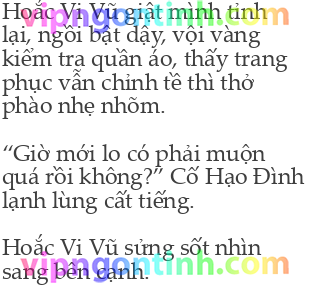 Hoắc Vi Vũ giật mình tỉnh
lại, ngồi bật dậy, vội vàng
kiểm tra quần áo, thấy trang
phục vẫn chỉnh tề thì thở
phào nhẹ nhõm.
“Giờ mới lo có phải muộn
quá rồi không?” Cố Hạo Đình
lạnh lùng cất tiếng.
Hoắc Vi Vũ sửng sốt nhìn
sang bên cạnh.
vipngontinh.com
vipngontinh.com